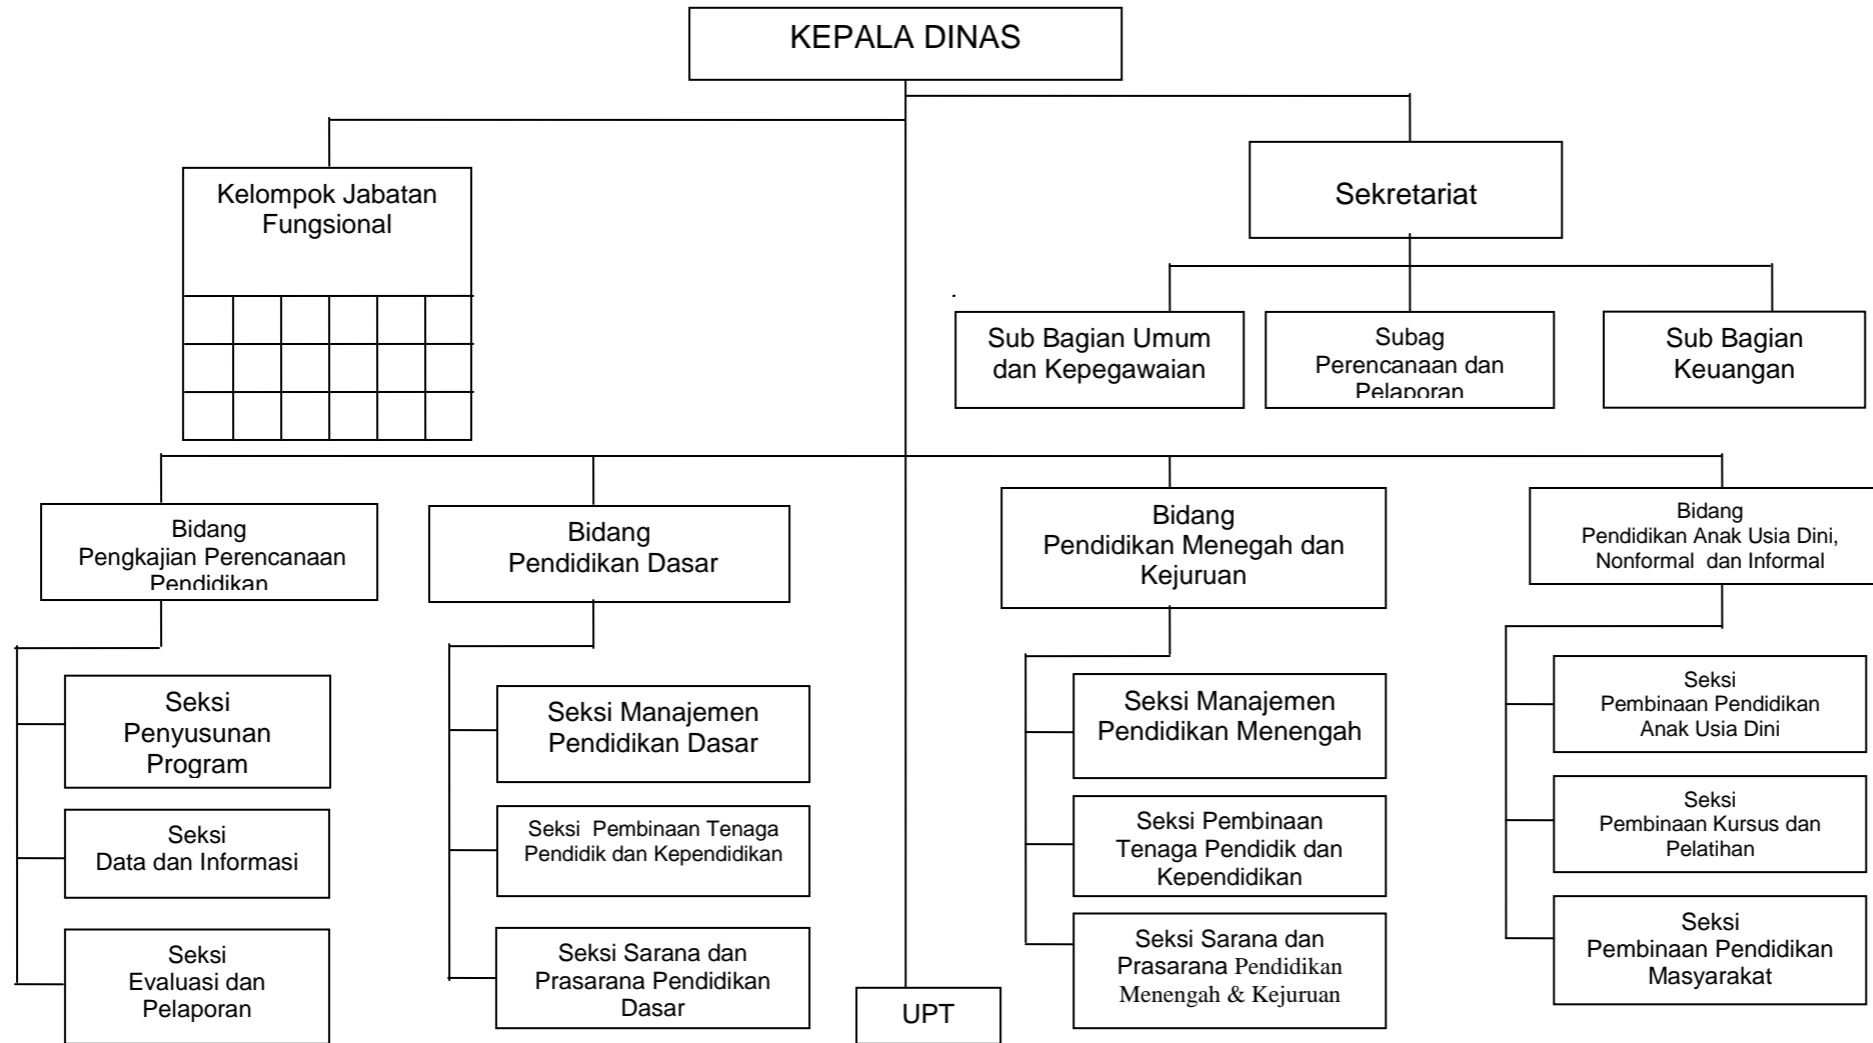 KEPALA DINAS
Kelompok Jabatan
Fungsional
Sekretariat
Sub Bagian Umum
dan Kepegawaian
Subag
Perencanaan dan
Pelaporan
Sub Bagian
Keuangan
Bidang
Pengkajian Perencanaan
Pendidikan
Bidang
Pendidikan Dasar
Bidang
Pendidikan Menegah dan
Kejuruan
Bidang
Pendidikan Anak Usia Dini,
Nonformal dan Informal
Seksi
Penyusunan
Program
Seksi
Data dan Informasi
Seksi
Evaluasi dan
Pelaporan
Seksi Manajemen
Pendidikan Dasar
Seksi Pembinaan Tenaga
Pendidik dan Kependidikan
Seksi Sarana dan
Prasarana Pendidikan
Dasar
UPT
Seksi Manajemen
Pendidikan Menengah
Seksi Pembinaan
Tenaga Pendidik dan
Kependidikan
Seksi Sarana dan
Prasarana Pendidikan
Menengah & Kejuruan
Seksi
Pembinaan Pendidikan
Anak Usia Dini
Seksi
Pembinaan Kursus dan
Pelatihan
Seksi
Pembinaan Pendidikan
Masyarakat